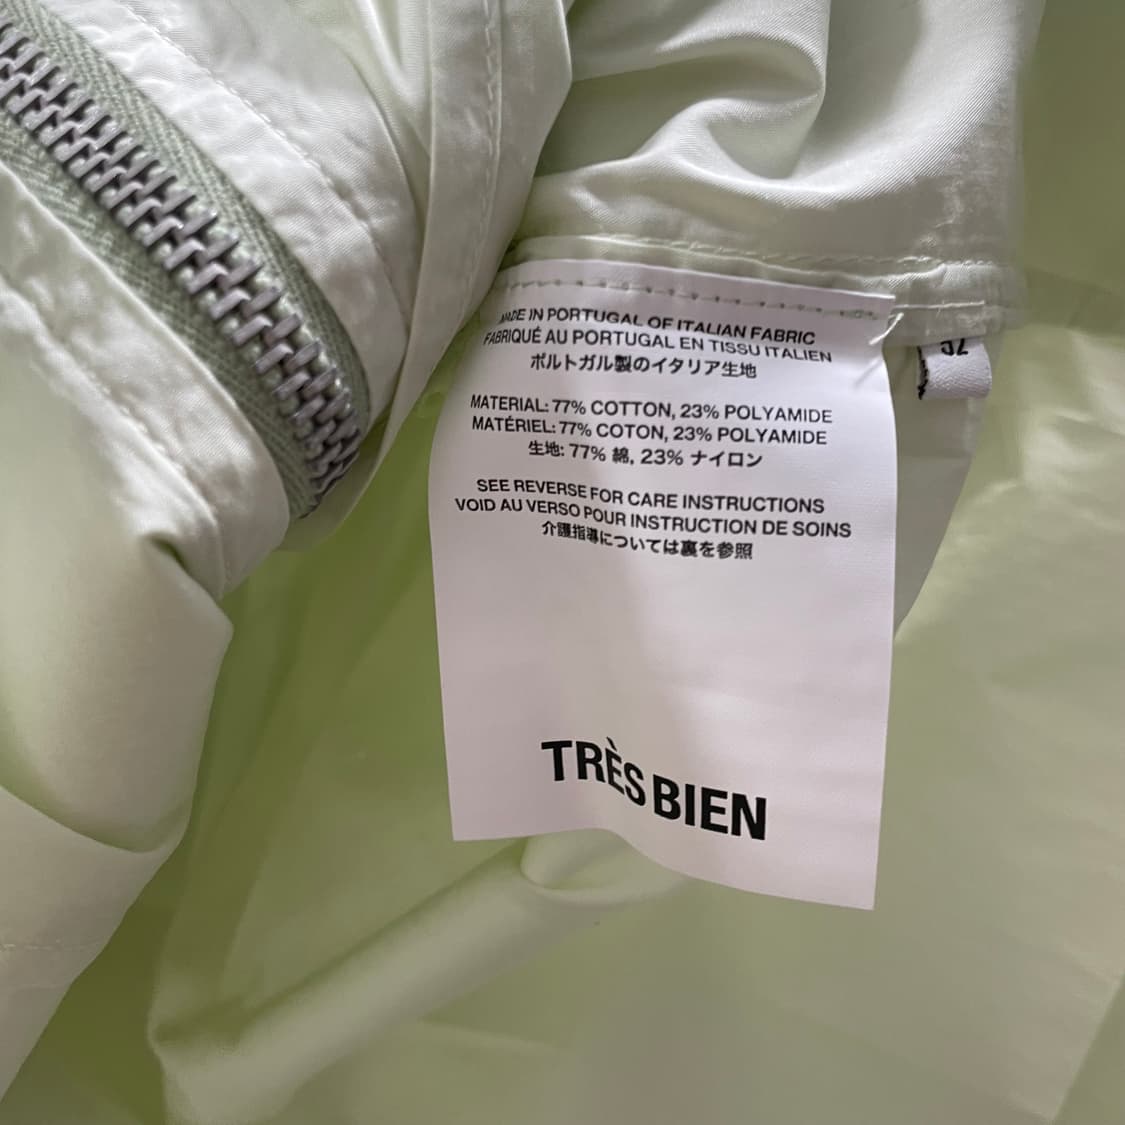 MADE IN PORTUGAL OF ITALIAN FABRIC
FABRIQUÉ AU PORTUGAL EN TISSU ITALIEN
ポルトガル製のイタリア生地
MATERIAL: 77% COTTON, 23% POLYAMIDE
MATÉRIEL: 77% COTON, 23% POLYAMIDE
生地: 77% 綿, 23% ナイロン
SEE REVERSE FOR CARE INSTRUCTIONS
VOID AU VERSO POUR INSTRUCTION DE SOINS
介護指導については裏を参照
TRÈS BIEN
52